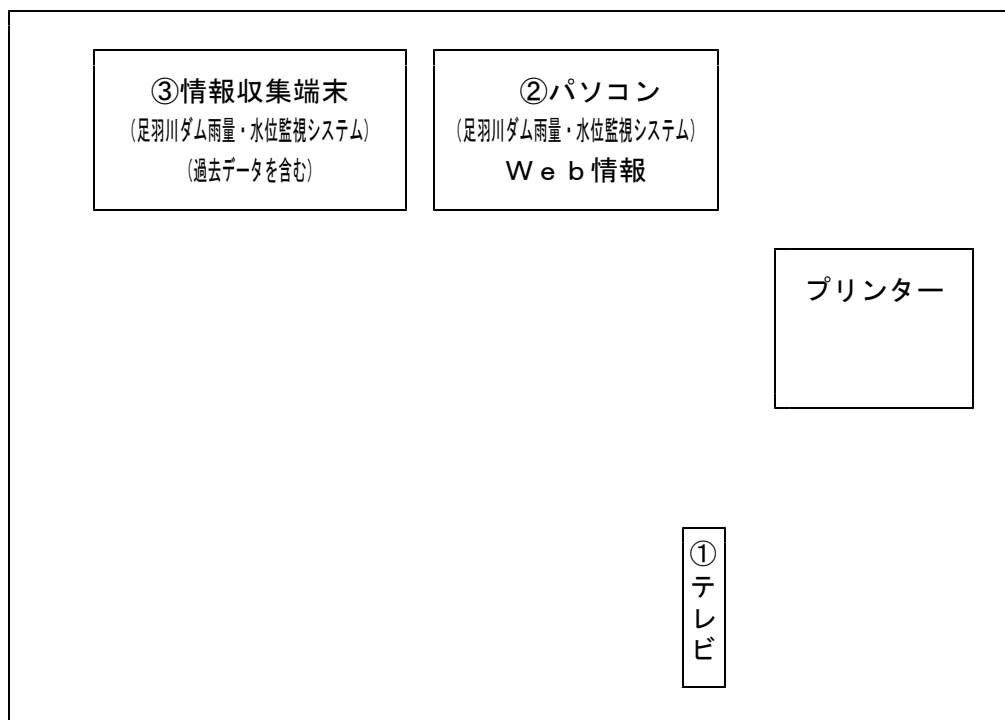 ③情報収集端末
(足羽川ダム雨量・水位監視システム)
(過去データを含む)
②パソコン
(足羽川ダム雨量・水位監視システム)
Ｗｅｂ情報
プリンター
①テレビ